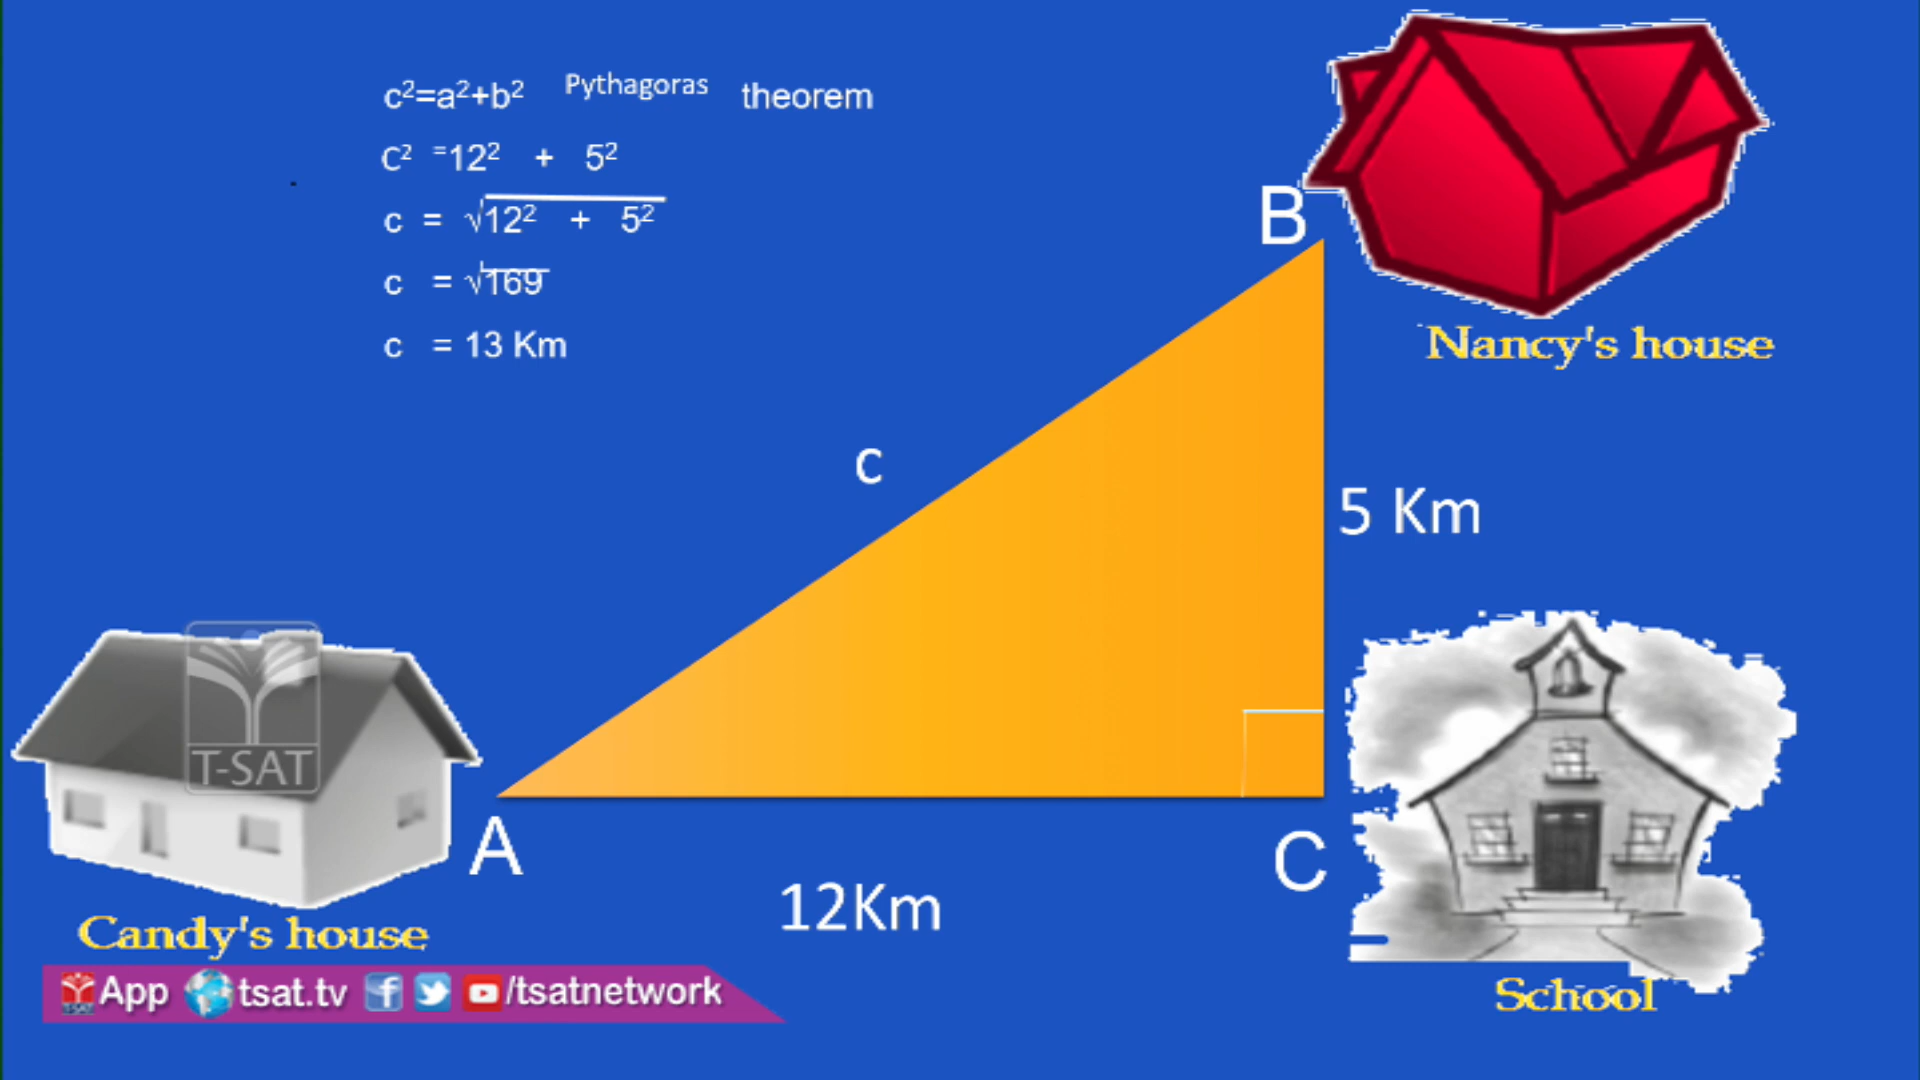 c²=a²+b² Pythagoras theorem
C² =12² + 5²
c = √12² + 5²
c = √169
c = 13 Km
B
Nancy's house
c
5 Km
T-SAT
A
C
12Km
Candy's house
School
T-SAT App tsat.tv f /tsatnetwork